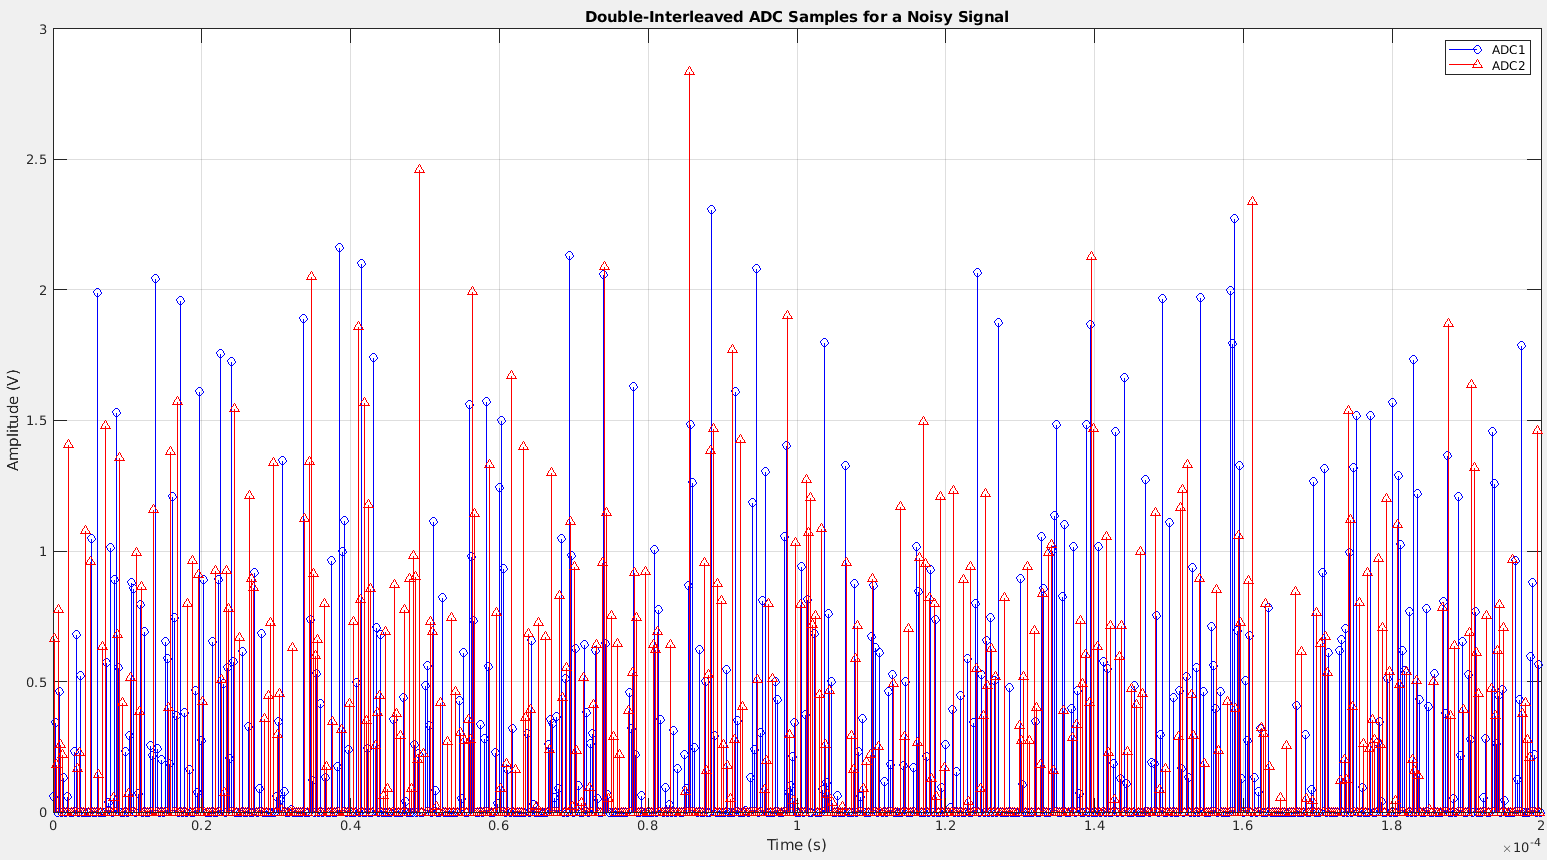 Double-Interleaved ADC Samples for a Noisy Signal
ADC1
ADC2
3
2.5
2
1.5
1
0.5
0
Amplitude (V)
0 0.2 0.4 0.6 0.8 1 1.2 1.4 1.6 1.8 2
Time (s)
×10⁻⁴